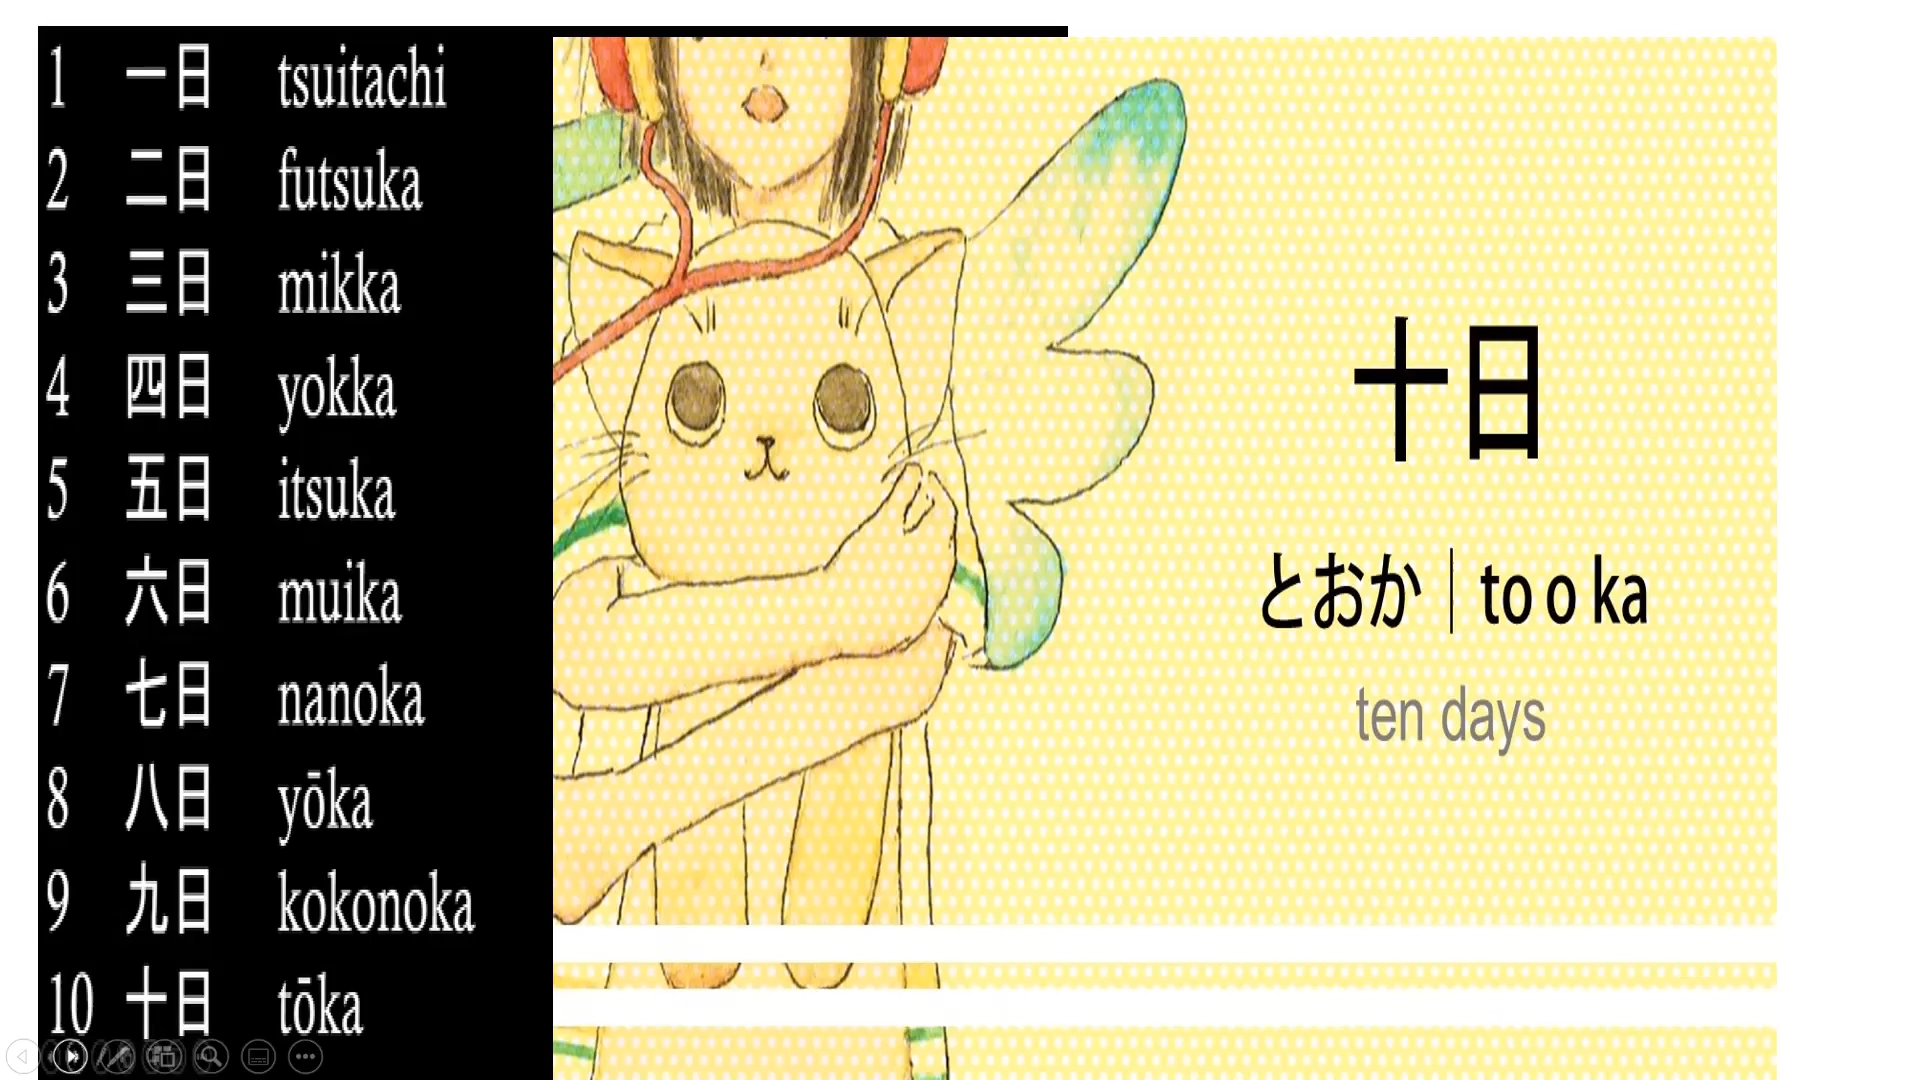 1 一日 tsuitachi
2 二日 futsuka
3 三日 mikka
4 四日 yokka
5 五日 itsuka
6 六日 muika
7 七日 nanoka
8 八日 yōka
9 九日 kokonoka
10 十日 tōka
十日
とおか｜to o ka
ten days